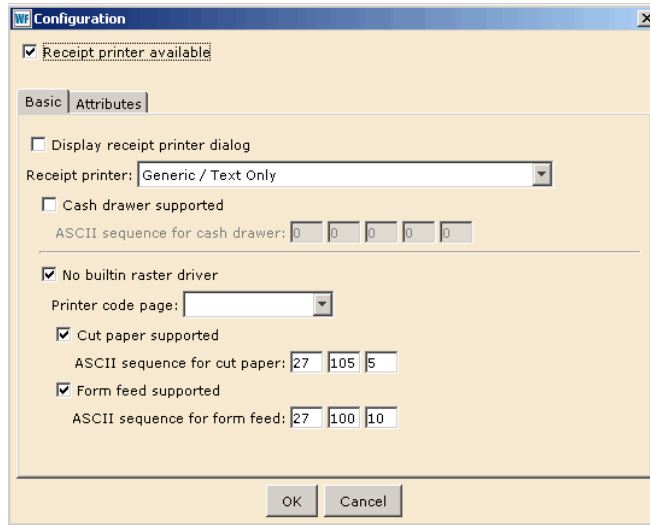 WF Configuration
Receipt printer available
Basic Attributes
Display receipt printer dialog
Receipt printer: Generic / Text Only
Cash drawer supported
ASCII sequence for cash drawer: 0 0 0 0 0
No builtin raster driver
Printer code page:
Cut paper supported
ASCII sequence for cut paper: 27 105 5
Form feed supported
ASCII sequence for form feed: 27 100 10
OK Cancel